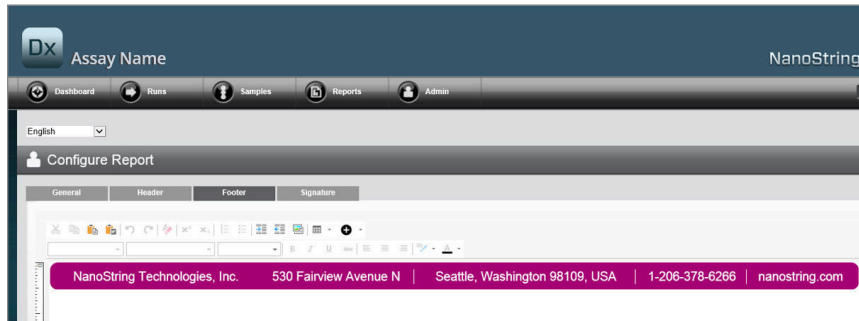 Dx Assay Name
NanoString
Dashboard Runs Samples Reports Admin
English
Configure Report
General Header Footer Signature
B I U abc A
NanoString Technologies, Inc. 530 Fairview Avenue N | Seattle, Washington 98109, USA | 1-206-378-6266 | nanostring.com